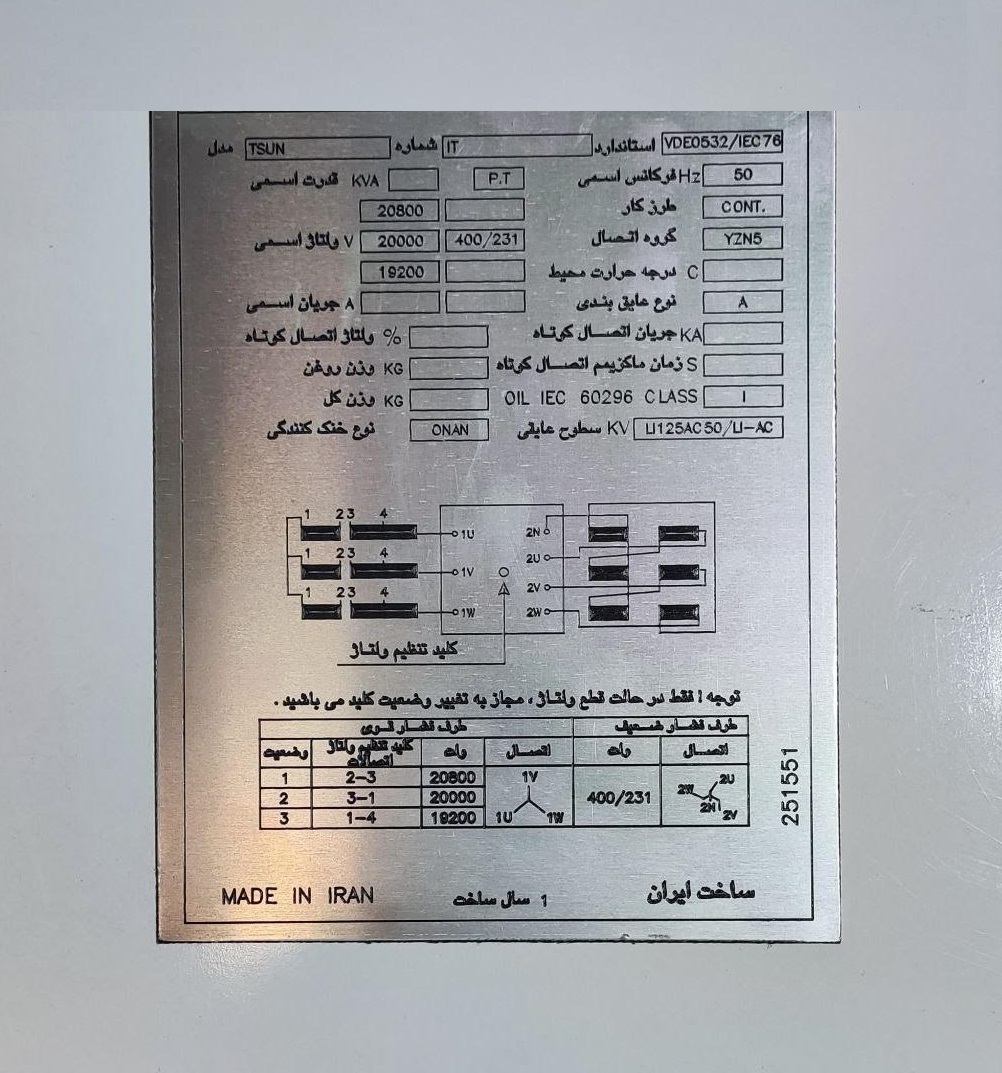 مدل TSUN شماره IT استاندارد VDE0532/IEC76
قدرت اسمی KVA P.T فرکانس اسمی Hz 50
20800 طرز کار CONT.
ولتاژ اسمی V 20000 400/231 گروه اتصال YZN5
19200 درجه حرارت محیط C
جریان اسمی A نوع عایق بندی A
ولتاژ اتصال کوتاه % جریان اتصال کوتاه KA
وزن روغن KG زمان ماکزیمم اتصال کوتاه S
وزن کل KG OIL IEC 60296 CLASS I
نوع خنک کنندگی ONAN سطوح عایقی KV LI125AC50/LI-AC
1 2 3 4 1U 2N
2U
1 2 3 4 1V 2V
1 2 3 4 1W 2W
کلید تنظیم ولتاژ
توجه ! فقط در حالت قطع ولتاژ ، مجاز به تغییر وضعیت کلید می باشید .
طرف فشار قوی طرف فشار ضعیف
وضعیت کلید تنظیم ولتاژ اتصالات ولت اتصال ولت اتصال
1 2-3 20800 1V 2U
2 3-1 20000 400/231 2W 2N
3 1-4 19200 1U 1W 2V
251551
MADE IN IRAN سال ساخت 1 ساخت ایران